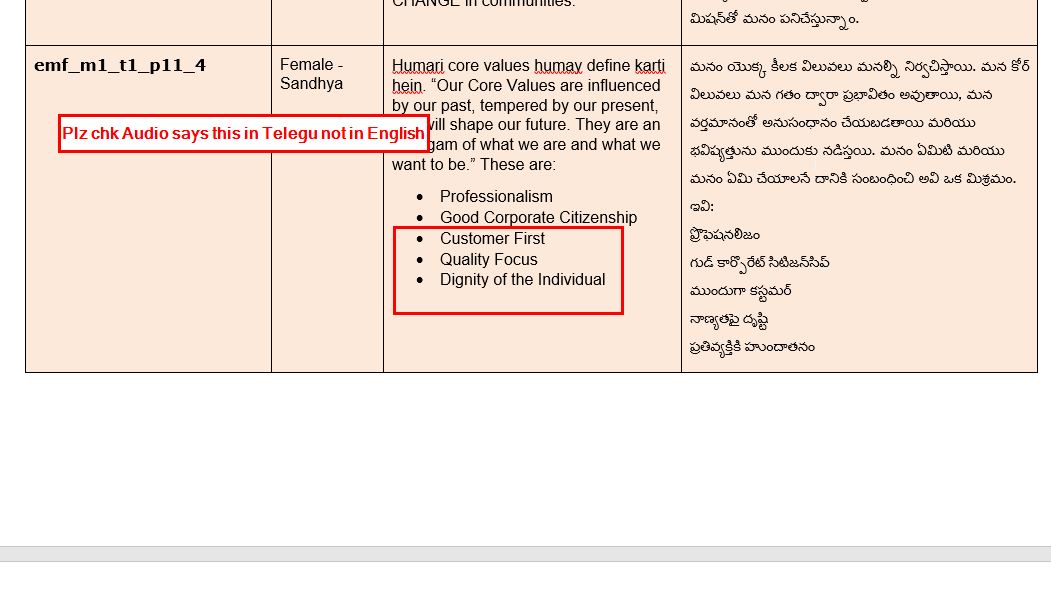 CHANGE in communities.
మిషన్‌తో మనం పనిచేస్తున్నాం.
emf_m1_t1_p11_4
Female -
Sandhya
Plz chk Audio says this in Telegu not in English
Humari core values humay define karti
hein. “Our Core Values are influenced
by our past, tempered by our present,
will shape our future. They are an
of what we are and what we
want to be.” These are:
• Professionalism
• Good Corporate Citizenship
• Customer First
• Quality Focus
• Dignity of the Individual
మనం యొక్క కీలక విలువలు మనల్ని నిర్వచిస్తాయి. మన కోర్
విలువలు మన గతం ద్వారా ప్రభావితం అవుతాయి, మన
వర్తమానంతో అనుసంధానం చేయబడతాయి మరియు
భవిష్యత్తును ముందుకు నడిస్తయి. మనం ఏమిటి మరియు
మనం ఏమి చేయాలనే దానికి సంబంధించి అవి ఒక మిశ్రమం.
ఇవి:
ప్రొఫెషనలిజం
గుడ్ కార్పొరేట్ సిటిజన్‌సిప్
ముందుగా కస్టమర్
నాణ్యతపై దృష్టి
ప్రతివ్యక్తికి హుందాతనం